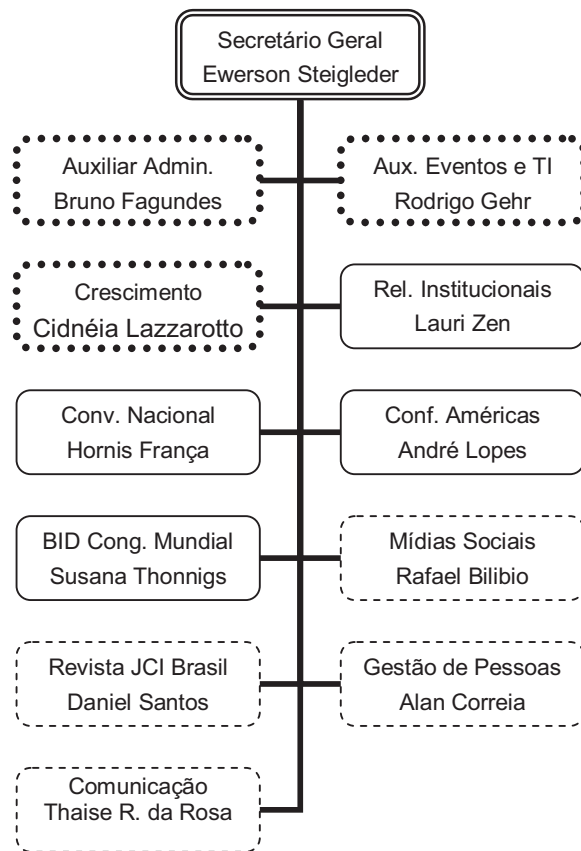 Secretário Geral
Ewerson Steigleder
Auxiliar Admin.
Bruno Fagundes
Aux. Eventos e TI
Rodrigo Gehr
Crescimento
Cidnéia Lazzarotto
Rel. Institucionais
Lauri Zen
Conv. Nacional
Hornis França
Conf. Américas
André Lopes
BID Cong. Mundial
Susana Thonnigs
Mídias Sociais
Rafael Bilibio
Revista JCI Brasil
Daniel Santos
Gestão de Pessoas
Alan Correia
Comunicação
Thaise R. da Rosa